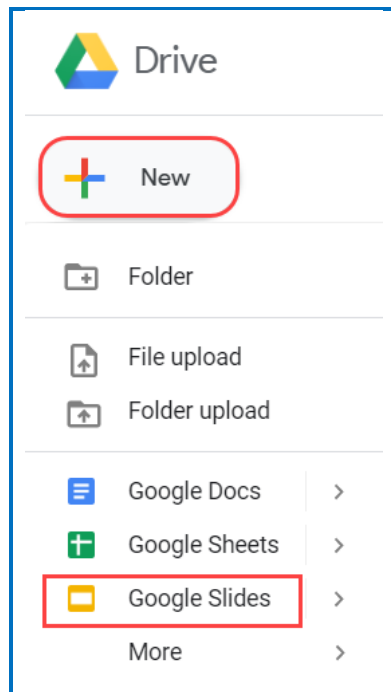 Drive
New
Folder
File upload
Folder upload
Google Docs
Google Sheets
Google Slides
More